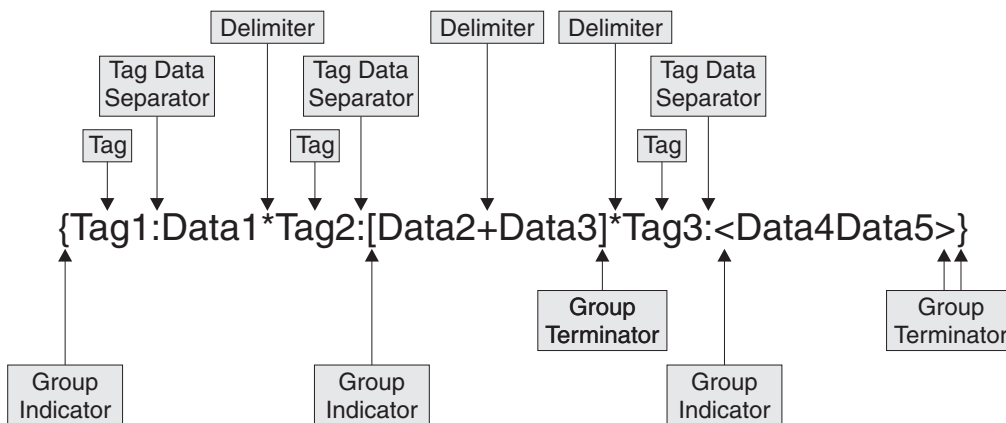 Delimiter Delimiter Delimiter
Tag Data Separator Tag Data Separator Tag Data Separator
Tag Tag Tag
{Tag1:Data1*Tag2:[Data2+Data3]*Tag3:<Data4Data5>}
Group Terminator Group Terminator
Group Indicator Group Indicator Group Indicator